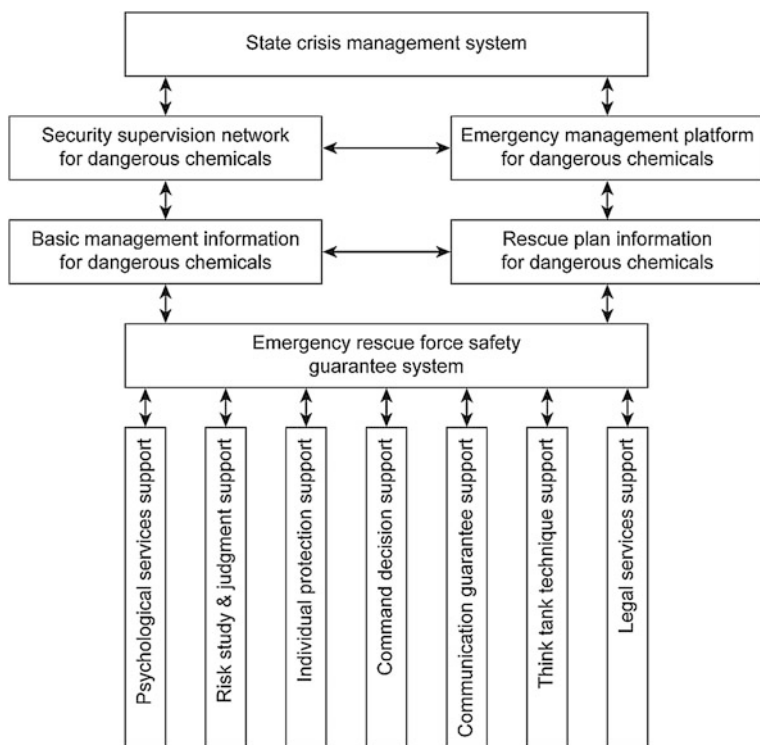 State crisis management system
Security supervision network
for dangerous chemicals
Emergency management platform
for dangerous chemicals
Basic management information
for dangerous chemicals
Rescue plan information
for dangerous chemicals
Emergency rescue force safety
guarantee system
Psychological services support
Risk study & judgment support
Individual protection support
Command decision support
Communication guarantee support
Think tank technique support
Legal services support